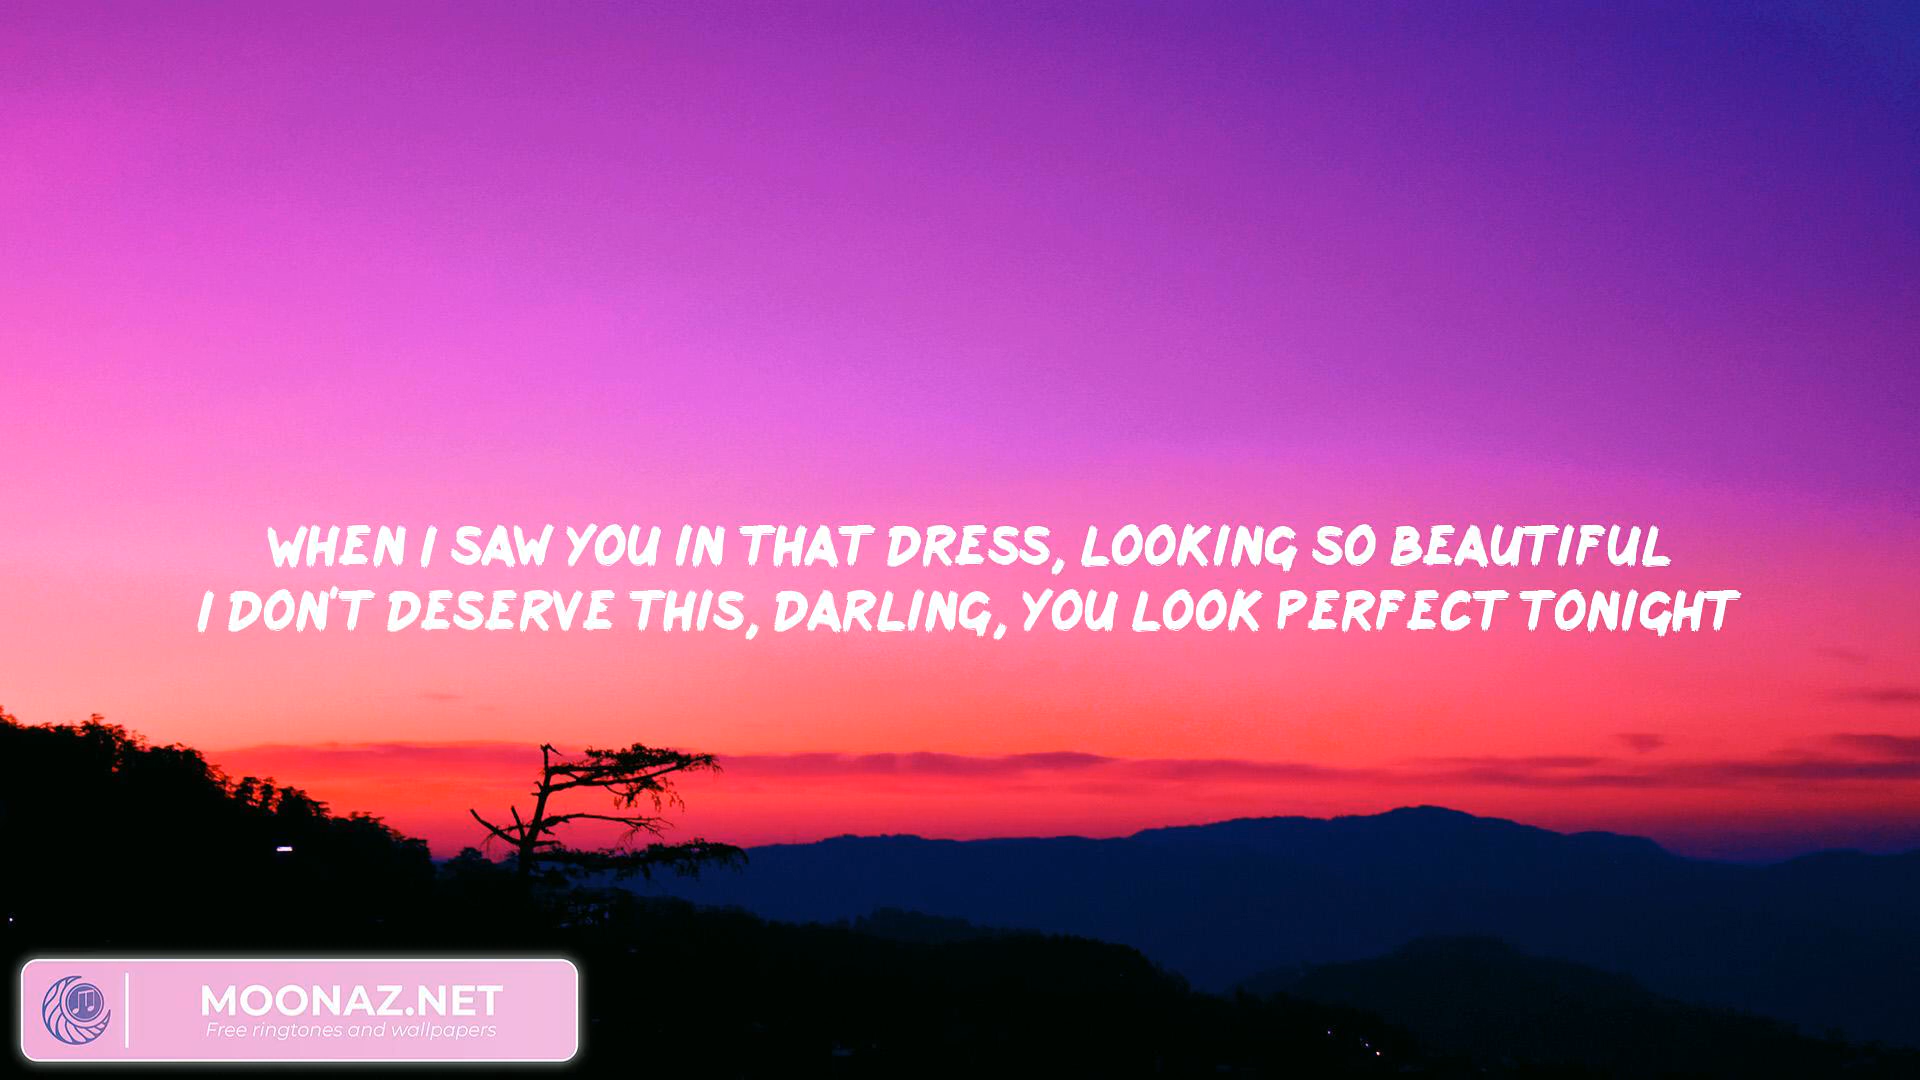 WHEN I SAW YOU IN THAT DRESS, LOOKING SO BEAUTIFUL
I DON'T DESERVE THIS, DARLING, YOU LOOK PERFECT TONIGHT
MOONAZ.NET
Free ringtones and wallpapers